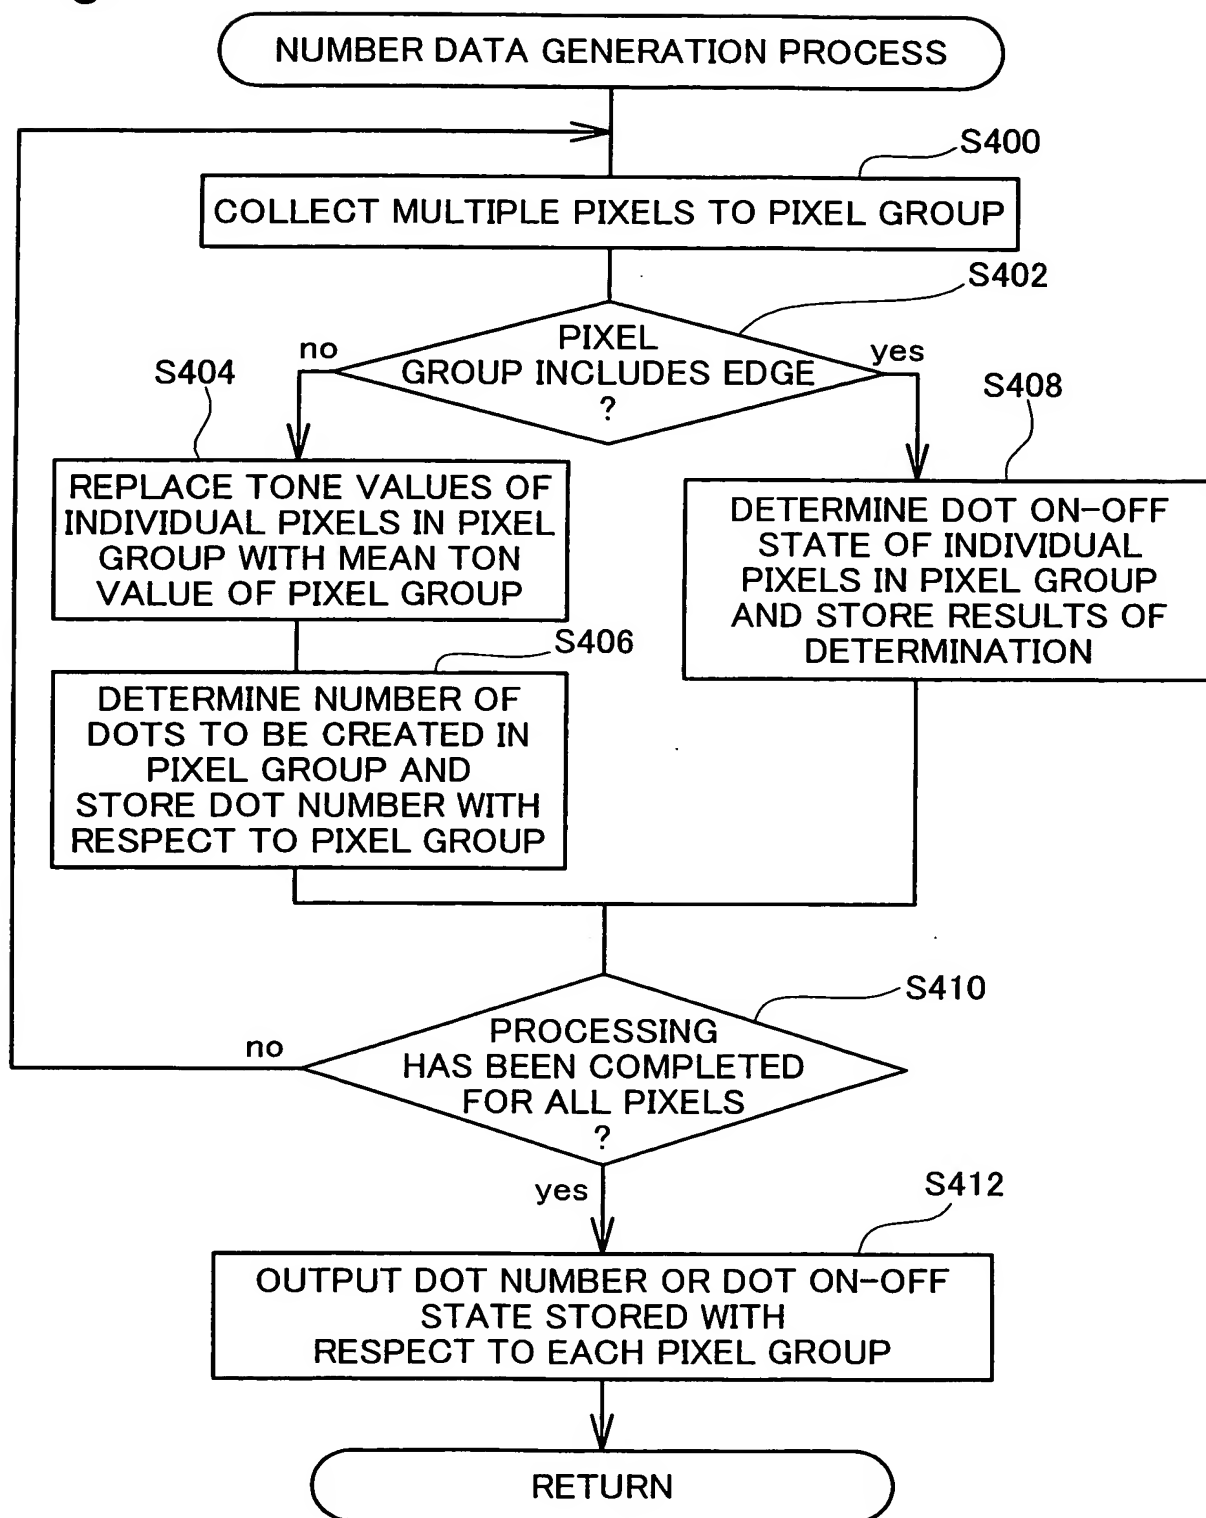 NUMBER DATA GENERATION PROCESS
S400
COLLECT MULTIPLE PIXELS TO PIXEL GROUP
S402
PIXEL
GROUP INCLUDES EDGE
?
no
yes
S404
REPLACE TONE VALUES OF
INDIVIDUAL PIXELS IN PIXEL
GROUP WITH MEAN TON
VALUE OF PIXEL GROUP
S408
DETERMINE DOT ON-OFF
STATE OF INDIVIDUAL
PIXELS IN PIXEL GROUP
AND STORE RESULTS OF
DETERMINATION
S406
DETERMINE NUMBER OF
DOTS TO BE CREATED IN
PIXEL GROUP AND
STORE DOT NUMBER WITH
RESPECT TO PIXEL GROUP
S410
PROCESSING
HAS BEEN COMPLETED
FOR ALL PIXELS
?
no
yes
S412
OUTPUT DOT NUMBER OR DOT ON-OFF
STATE STORED WITH
RESPECT TO EACH PIXEL GROUP
RETURN